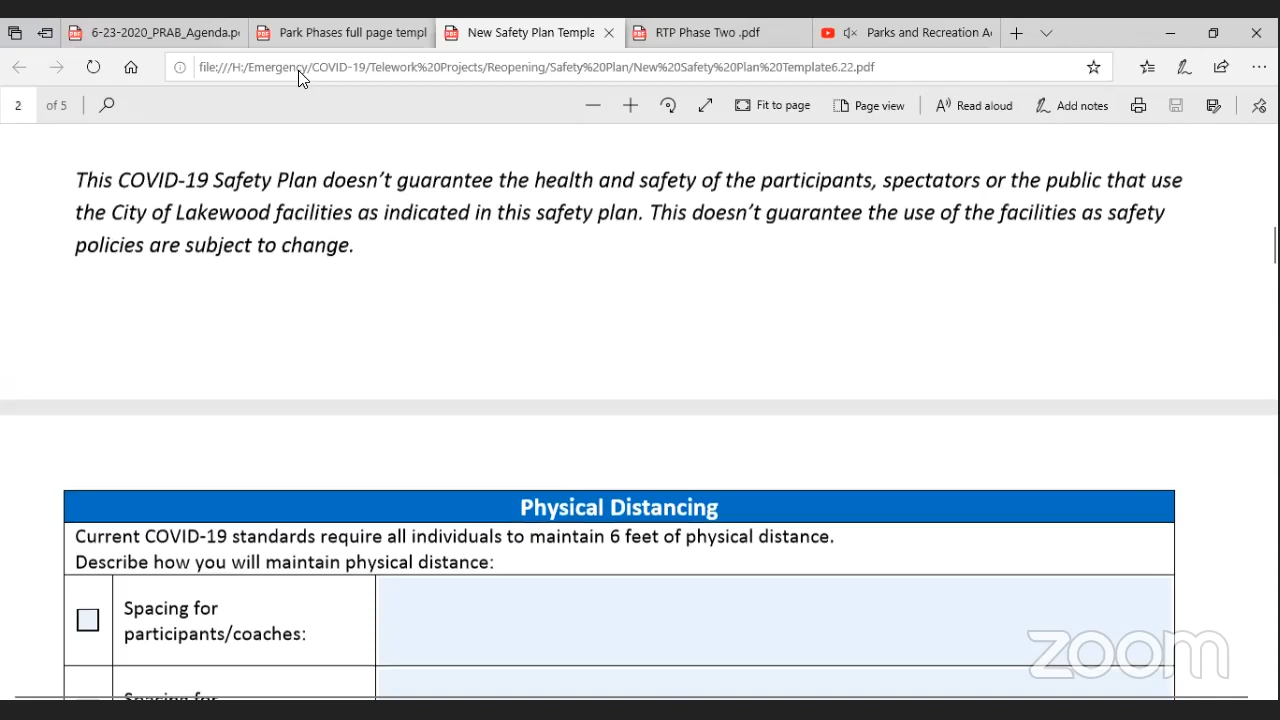 6-23-2020_PRAB_Agenda.p
Park Phases full page templ
New Safety Plan Templa
RTP Phase Two .pdf
Parks and Recreation A
file:///H:/Emergency/COVID-19/Telework%20Projects/Reopening/Safety%20Plan/New%20Safety%20Plan%20Template6.22.pdf
2 of 5
Fit to page
Page view
Read aloud
Add notes
This COVID-19 Safety Plan doesn't guarantee the health and safety of the participants, spectators or the public that use
the City of Lakewood facilities as indicated in this safety plan. This doesn't guarantee the use of the facilities as safety
policies are subject to change.
Physical Distancing
Current COVID-19 standards require all individuals to maintain 6 feet of physical distance.
Describe how you will maintain physical distance:
Spacing for
participants/coaches:
zoom
Spacing for